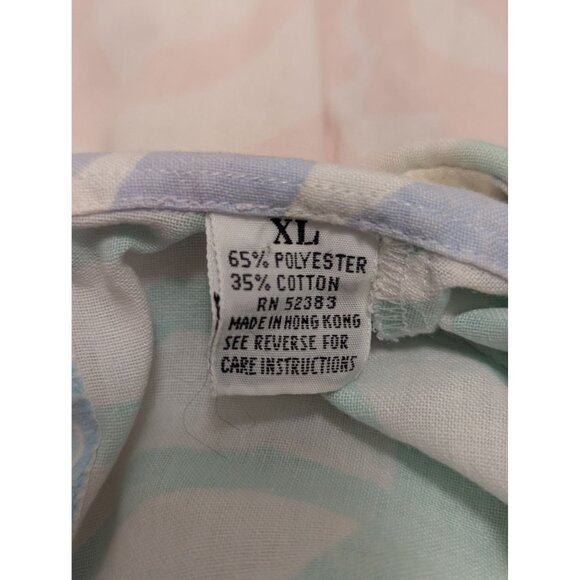 XL
65% POLYESTER
35% COTTON
RN 52383
MADE IN HONG KONG
SEE REVERSE FOR
CARE INSTRUCTIONS